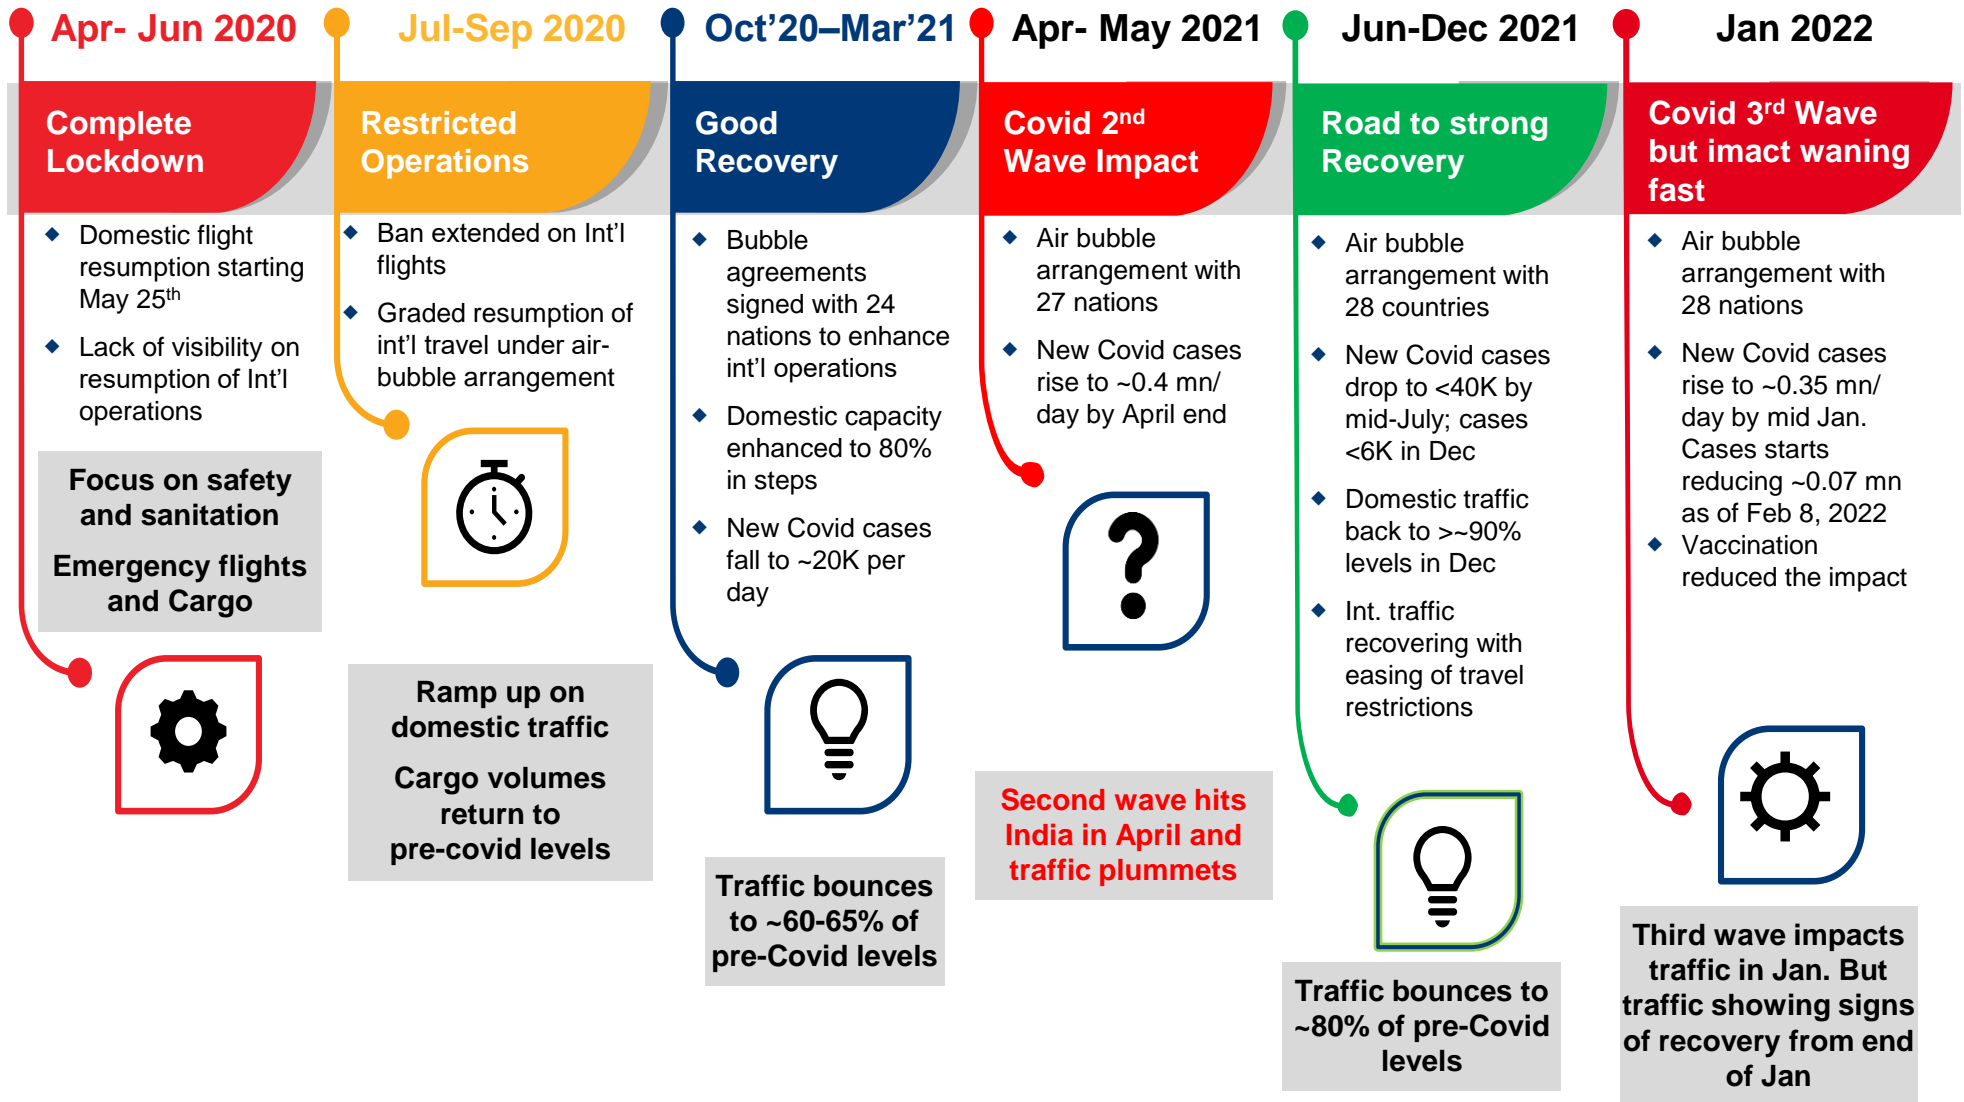 Apr- Jun 2020
Complete
Lockdown
Domestic flight
resumption starting
May 25th
Lack of visibility on
resumption of Int'l
operations
Focus on safety
and sanitation
Emergency flights
and Cargo
Jul-Sep 2020
Restricted
Operations
Ban extended on Int'l
flights
Graded resumption of
int'l travel under air-
bubble arrangement
Ramp up on
domestic traffic
Cargo volumes
return to
pre-covid levels
Oct'20–Mar'21
Good
Recovery
Bubble
agreements
signed with 24
nations to enhance
int'l operations
Domestic capacity
enhanced to 80%
in steps
New Covid cases
fall to ~20K per
day
Traffic bounces
to ~60-65% of
pre-Covid levels
Apr- May 2021
Covid 2nd
Wave Impact
Air bubble
arrangement with
27 nations
New Covid cases
rise to ~0.4 mn/
day by April end
?
Second wave hits
India in April and
traffic plummets
Jun-Dec 2021
Road to strong
Recovery
Air bubble
arrangement with
28 countries
New Covid cases
drop to <40K by
mid-July; cases
<6K in Dec
Domestic traffic
back to >~90%
levels in Dec
Int. traffic
recovering with
easing of travel
restrictions
Traffic bounces to
~80% of pre-Covid
levels
Jan 2022
Covid 3rd Wave
but imact waning
fast
Air bubble
arrangement with
28 nations
New Covid cases
rise to ~0.35 mn/
day by mid Jan.
Cases starts
reducing ~0.07 mn
as of Feb 8, 2022
Vaccination
reduced the impact
Third wave impacts
traffic in Jan. But
traffic showing signs
of recovery from end
of Jan